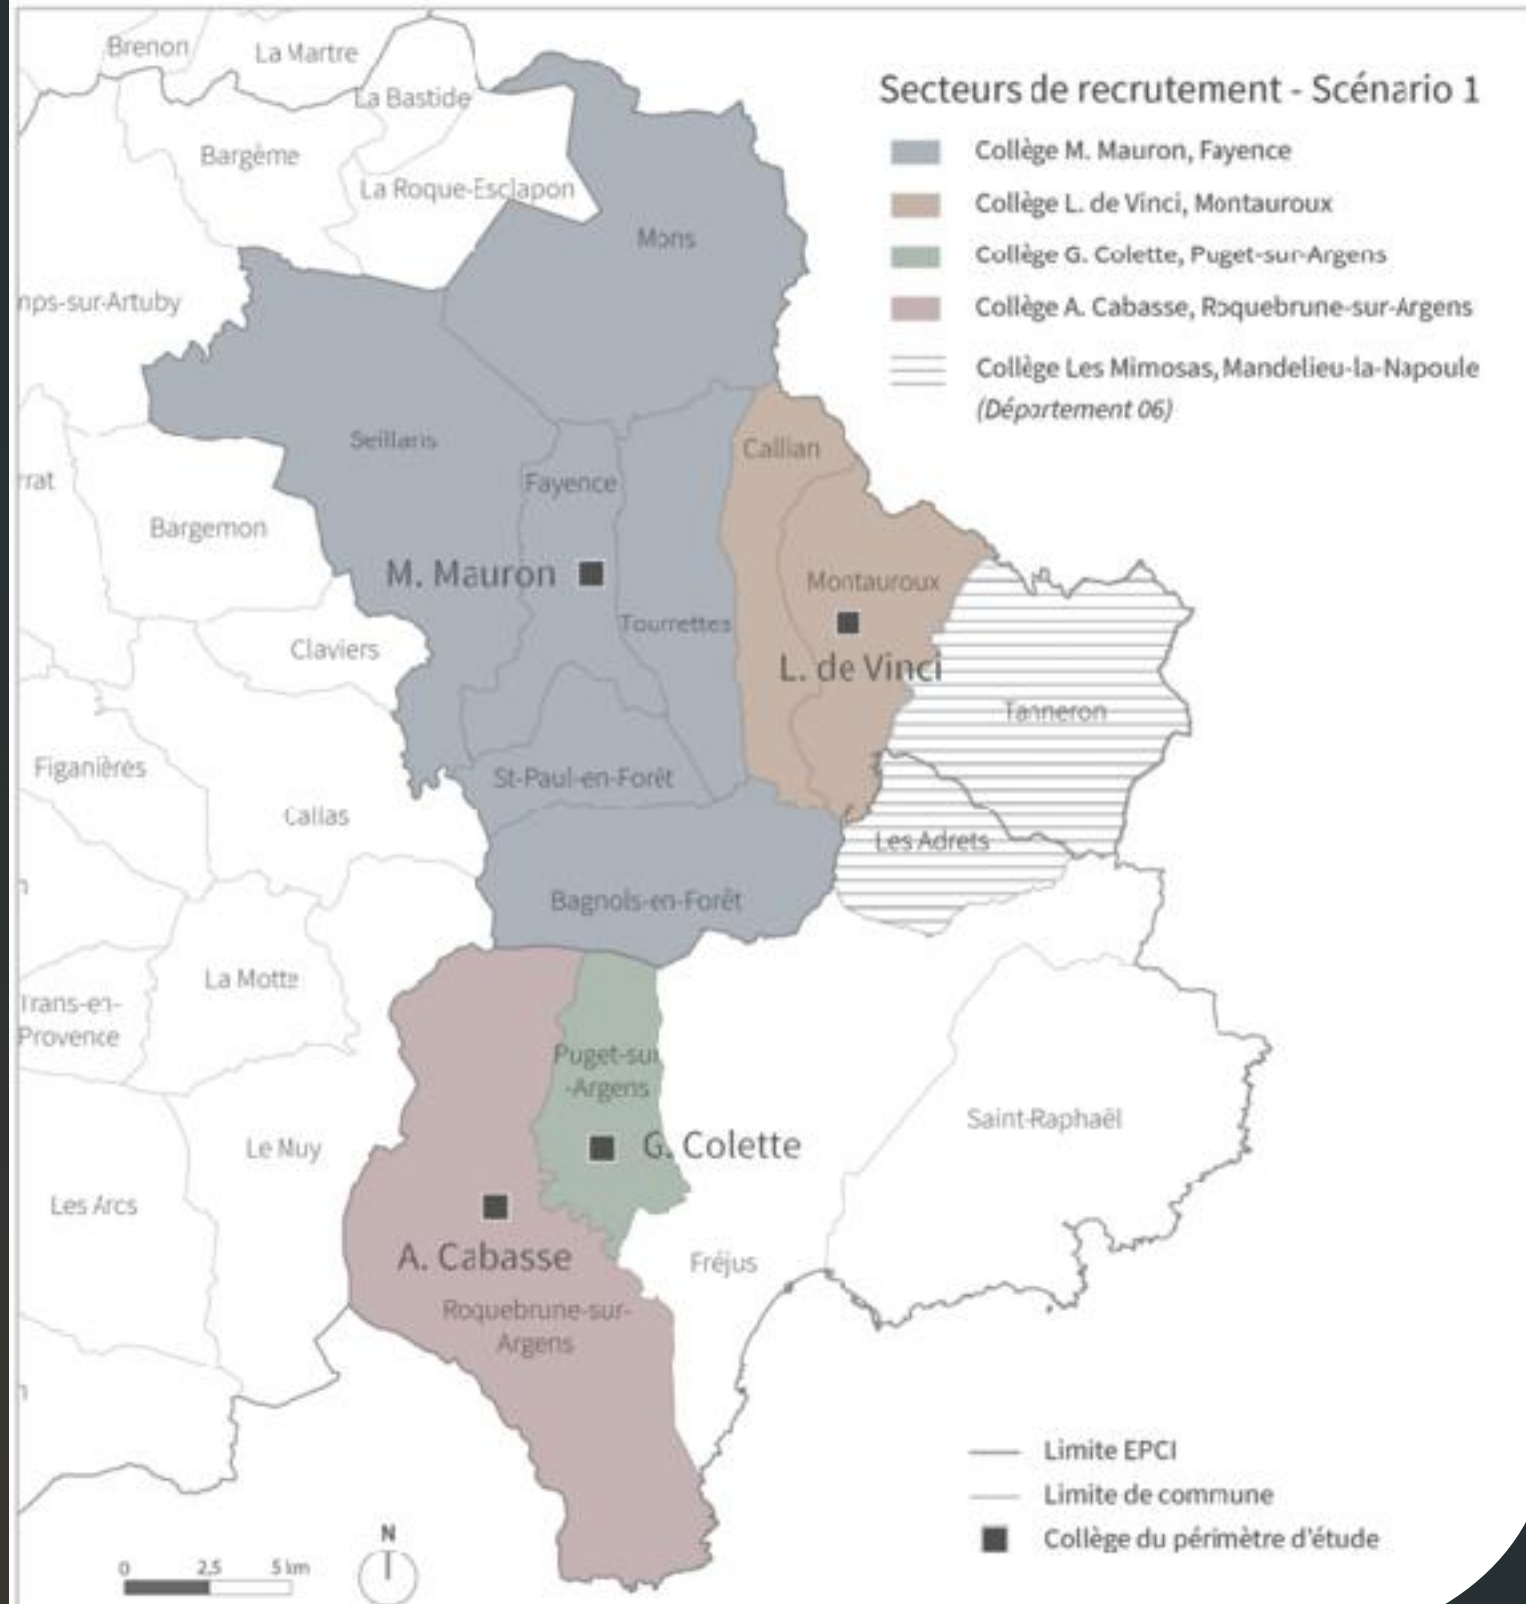 Brenon
La Martre
La Bastide
Secteurs de recrutement - Scénario 1
Collège M. Mauron, Fayence
Collège L. de Vinci, Montauroux
Collège G. Colette, Puget-sur-Argens
Collège A. Cabasse, Roquebrune-sur-Argens
Collège Les Mimosas, Mandelieu-la-Napoule
(Département 06)
Bargème
La Roque-Esclapon
Mons
nps-sur-Artuby
Seillans
Callian
rrat
Fayence
Bargemon
M. Mauron
Montauroux
Tourrettes
Claviers
L. de Vinci
Tanneron
Figanières
St-Paul-en-Forêt
Callas
Les Adrets
Bagnols-en-Forêt
La Motte
Trans-en-
Provence
Puget-sur
-Argens
Saint-Raphaël
G. Colette
Le Muy
Les Arcs
A. Cabasse
Fréjus
Roquebrune-sur-
Argens
Limite EPCI
Limite de commune
Collège du périmètre d'étude
N
0 2,5 5 km